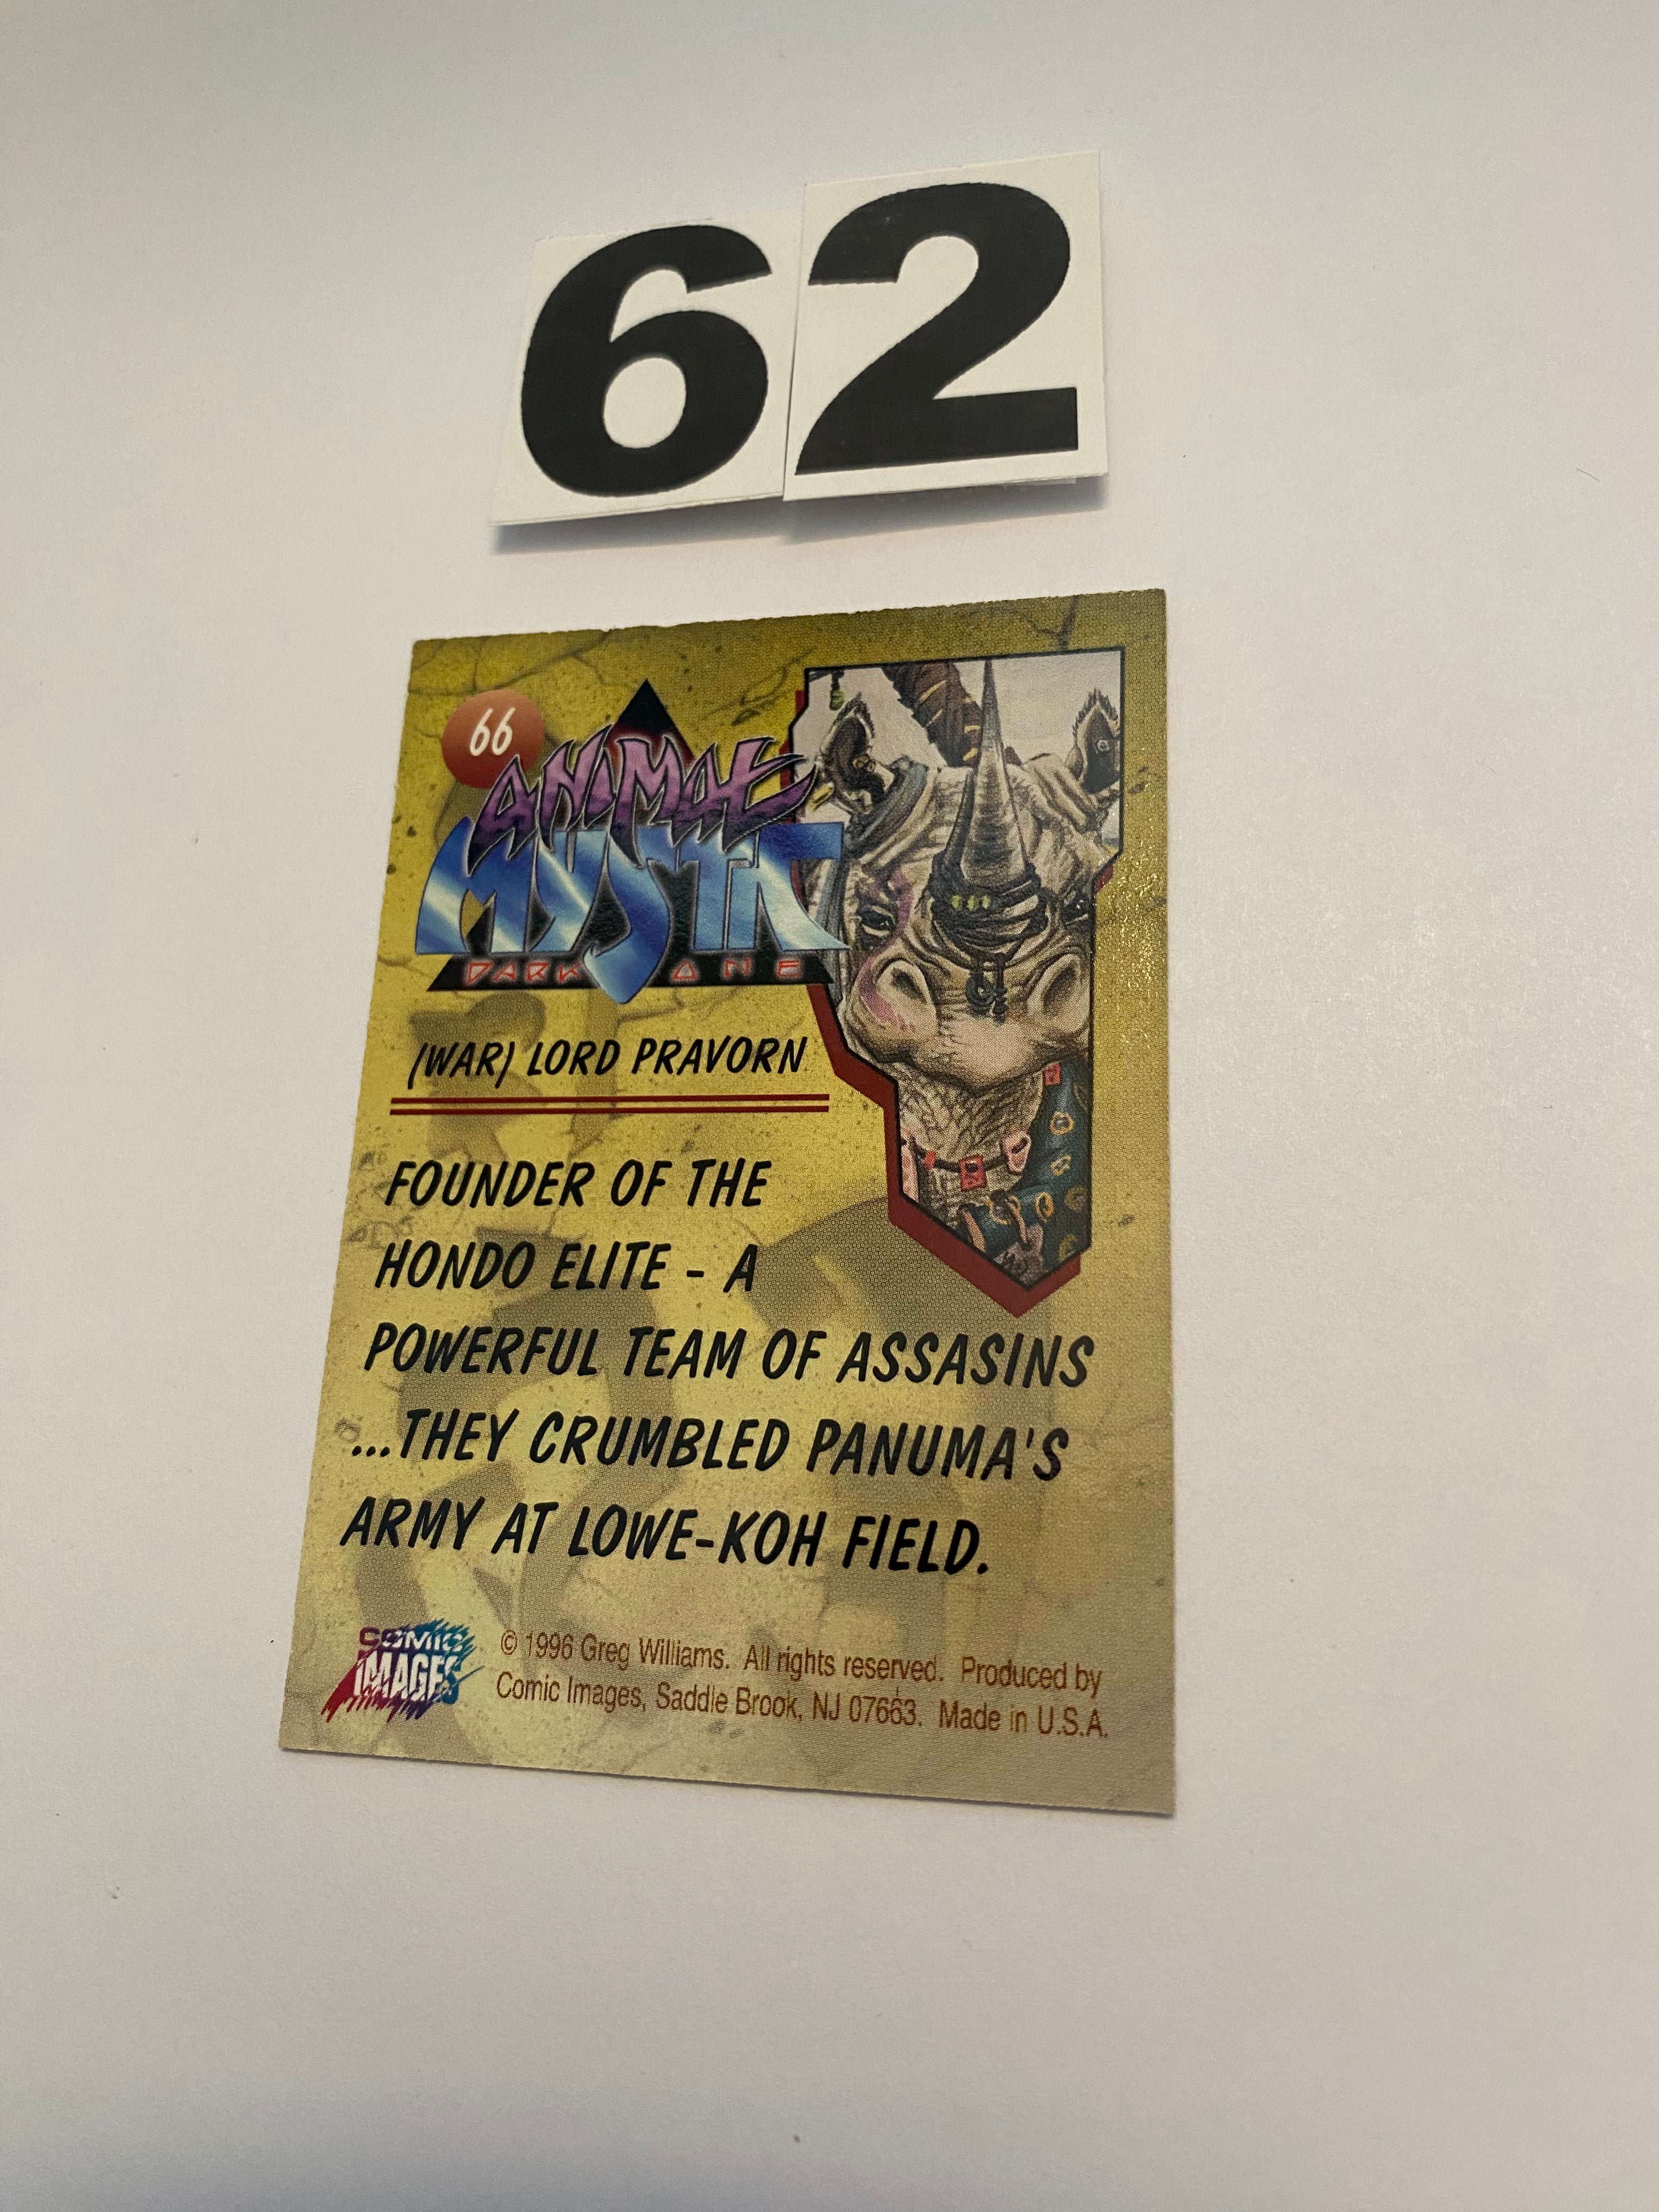 62
66
ANIMAL
MYSTIC
DARK ONE
(WAR) LORD PRAVORN
FOUNDER OF THE
HONDO ELITE - A
POWERFUL TEAM OF ASSASINS
...THEY CRUMBLED PANUMA'S
ARMY AT LOWE-KOH FIELD.
COMIC
IMAGES
© 1996 Greg Williams. All rights reserved. Produced by
Comic Images, Saddle Brook, NJ 07663. Made in U.S.A.